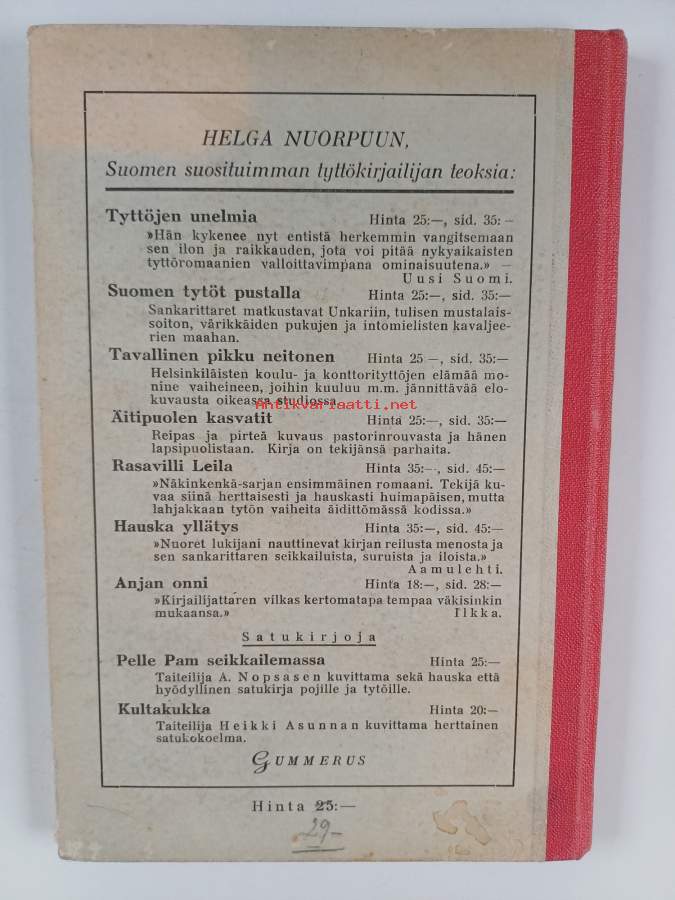 HELGA NUORPUUN,
Suomen suosituimman tyttökirjailijan teoksia:
Tyttöjen unelmia Hinta 25:—, sid. 35:—
»Hän kykenee nyt entistä herkemmin vangitsemaan
sen ilon ja raikkauden, jota voi pitää nykyaikaisten
tyttöromaanien valloittavimpana ominaisuutena.» —
Uusi Suomi.
Suomen tytöt pustalla Hinta 25:—, sid. 35:—
Sankarittaret matkustavat Unkariin, tulisen mustalais-
soiton, värikkäiden pukujen ja intomielisten kavaljee-
rien maahan.
Tavallinen pikku neitonen Hinta 25 —, sid. 35:—
Helsinkiläisten koulu- ja konttorityttöjen elämää mo-
nine vaiheineen, joihin kuuluu m.m. jännittävää elo-
kuvausta oikeassa studiossa.
Antikvariaatti.net
Äitipuolen kasvatit Hinta 25:—, sid. 35:—
Reipas ja pirteä kuvaus pastorinrouvasta ja hänen
lapsipuolistaan. Kirja on tekijänsä parhaita.
Rasavilli Leila Hinta 35:—, sid. 45:—
»Näkinkenkä-sarjan ensimmäinen romaani. Tekijä ku-
vaa siinä herttaisesti ja hauskasti huimapäisen, mutta
lahjakkaan tytön vaiheita äidittömässä kodissa.»
Hauska yllätys Hinta 35:—, sid. 45:—
»Nuoret lukijani nauttinevat kirjan reilusta menosta ja
sen sankarittaren seikkailuista, suruista ja iloista.»
Aamulehti.
Anjan onni Hinta 18:—, sid. 28:—
»Kirjailijattaren vilkas kertomatapa tempaa väkisinkin
mukaansa.» Ilkka.
Satukirjoja
Pelle Pam seikkailemassa Hinta 25:—
Taiteilija A. Nopsasen kuvittama sekä hauska että
hyödyllinen satukirja pojille ja tytöille.
Kultakukka Hinta 20:—
Taiteilija Heikki Asunnan kuvittama herttainen
satukokoelma.
GUMMERUS
Hinta 25:—
29-